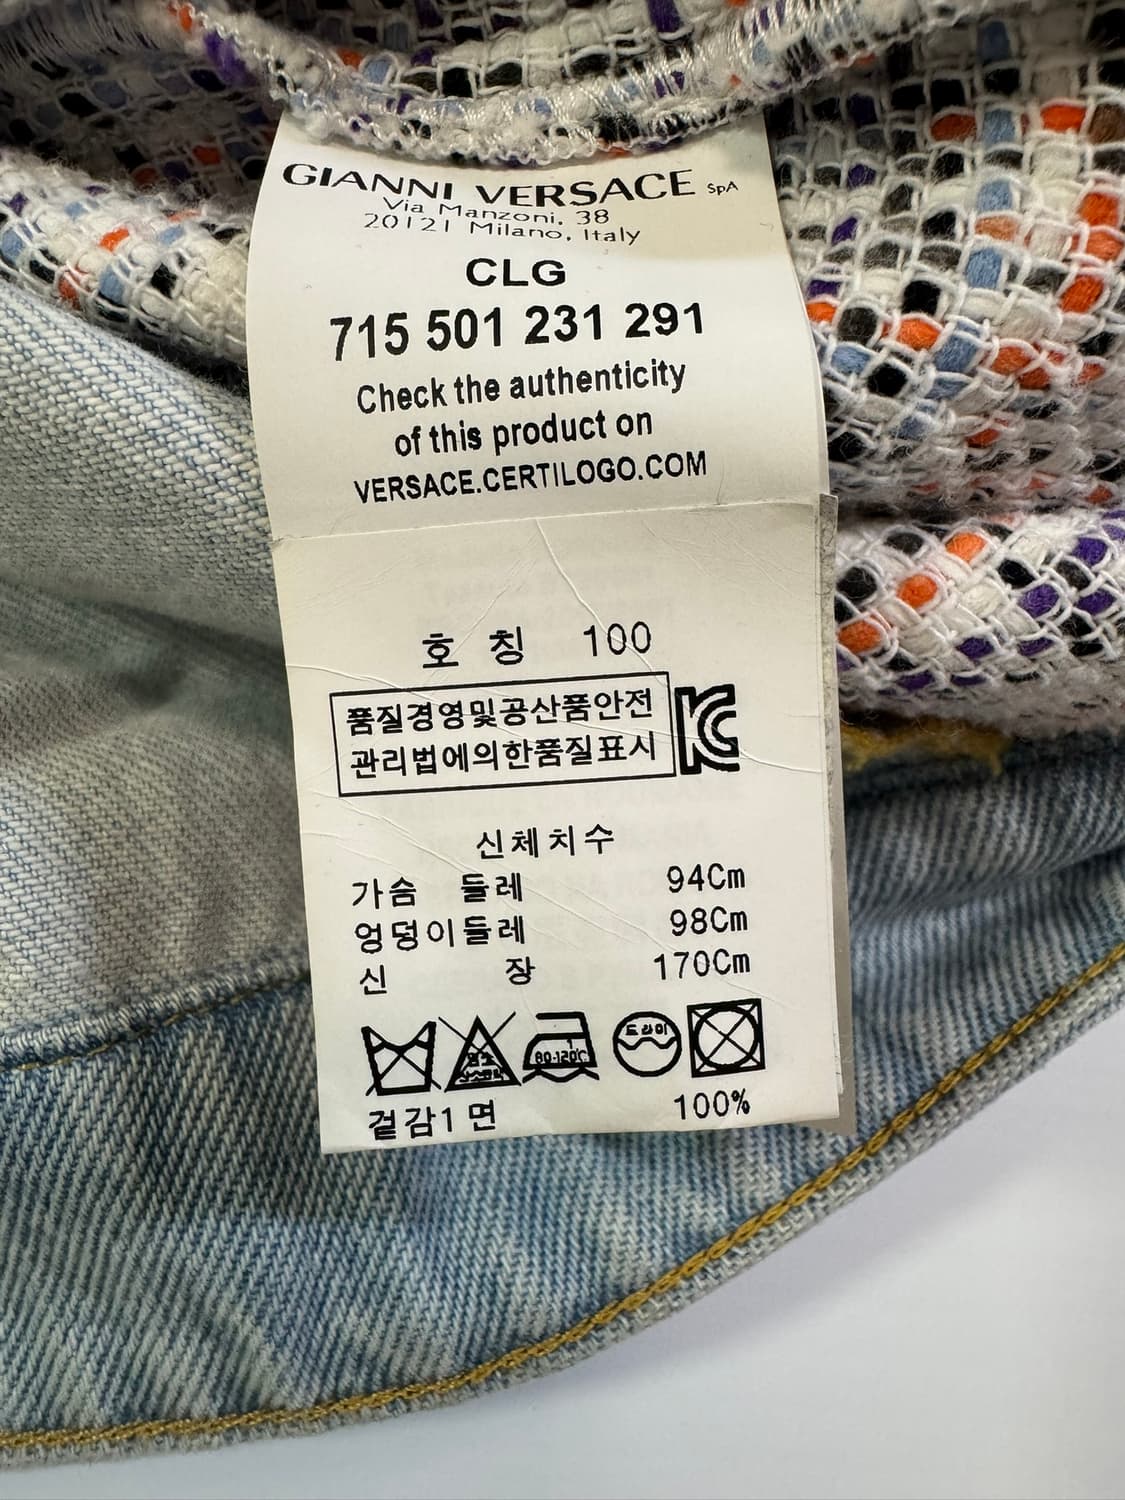 GIANNI VERSACE SpA
Via Manzoni, 38
20121 Milano, Italy
CLG
715 501 231 291
Check the authenticity
of this product on
VERSACE.CERTILOGO.COM
호 칭 100
품질경영및공산품안전
관리법에의한품질표시
신체치수
가슴 둘레 94Cm
엉덩이둘레 98Cm
신 장 170Cm
1 80-120℃ 드라이
겉감1 면 100%